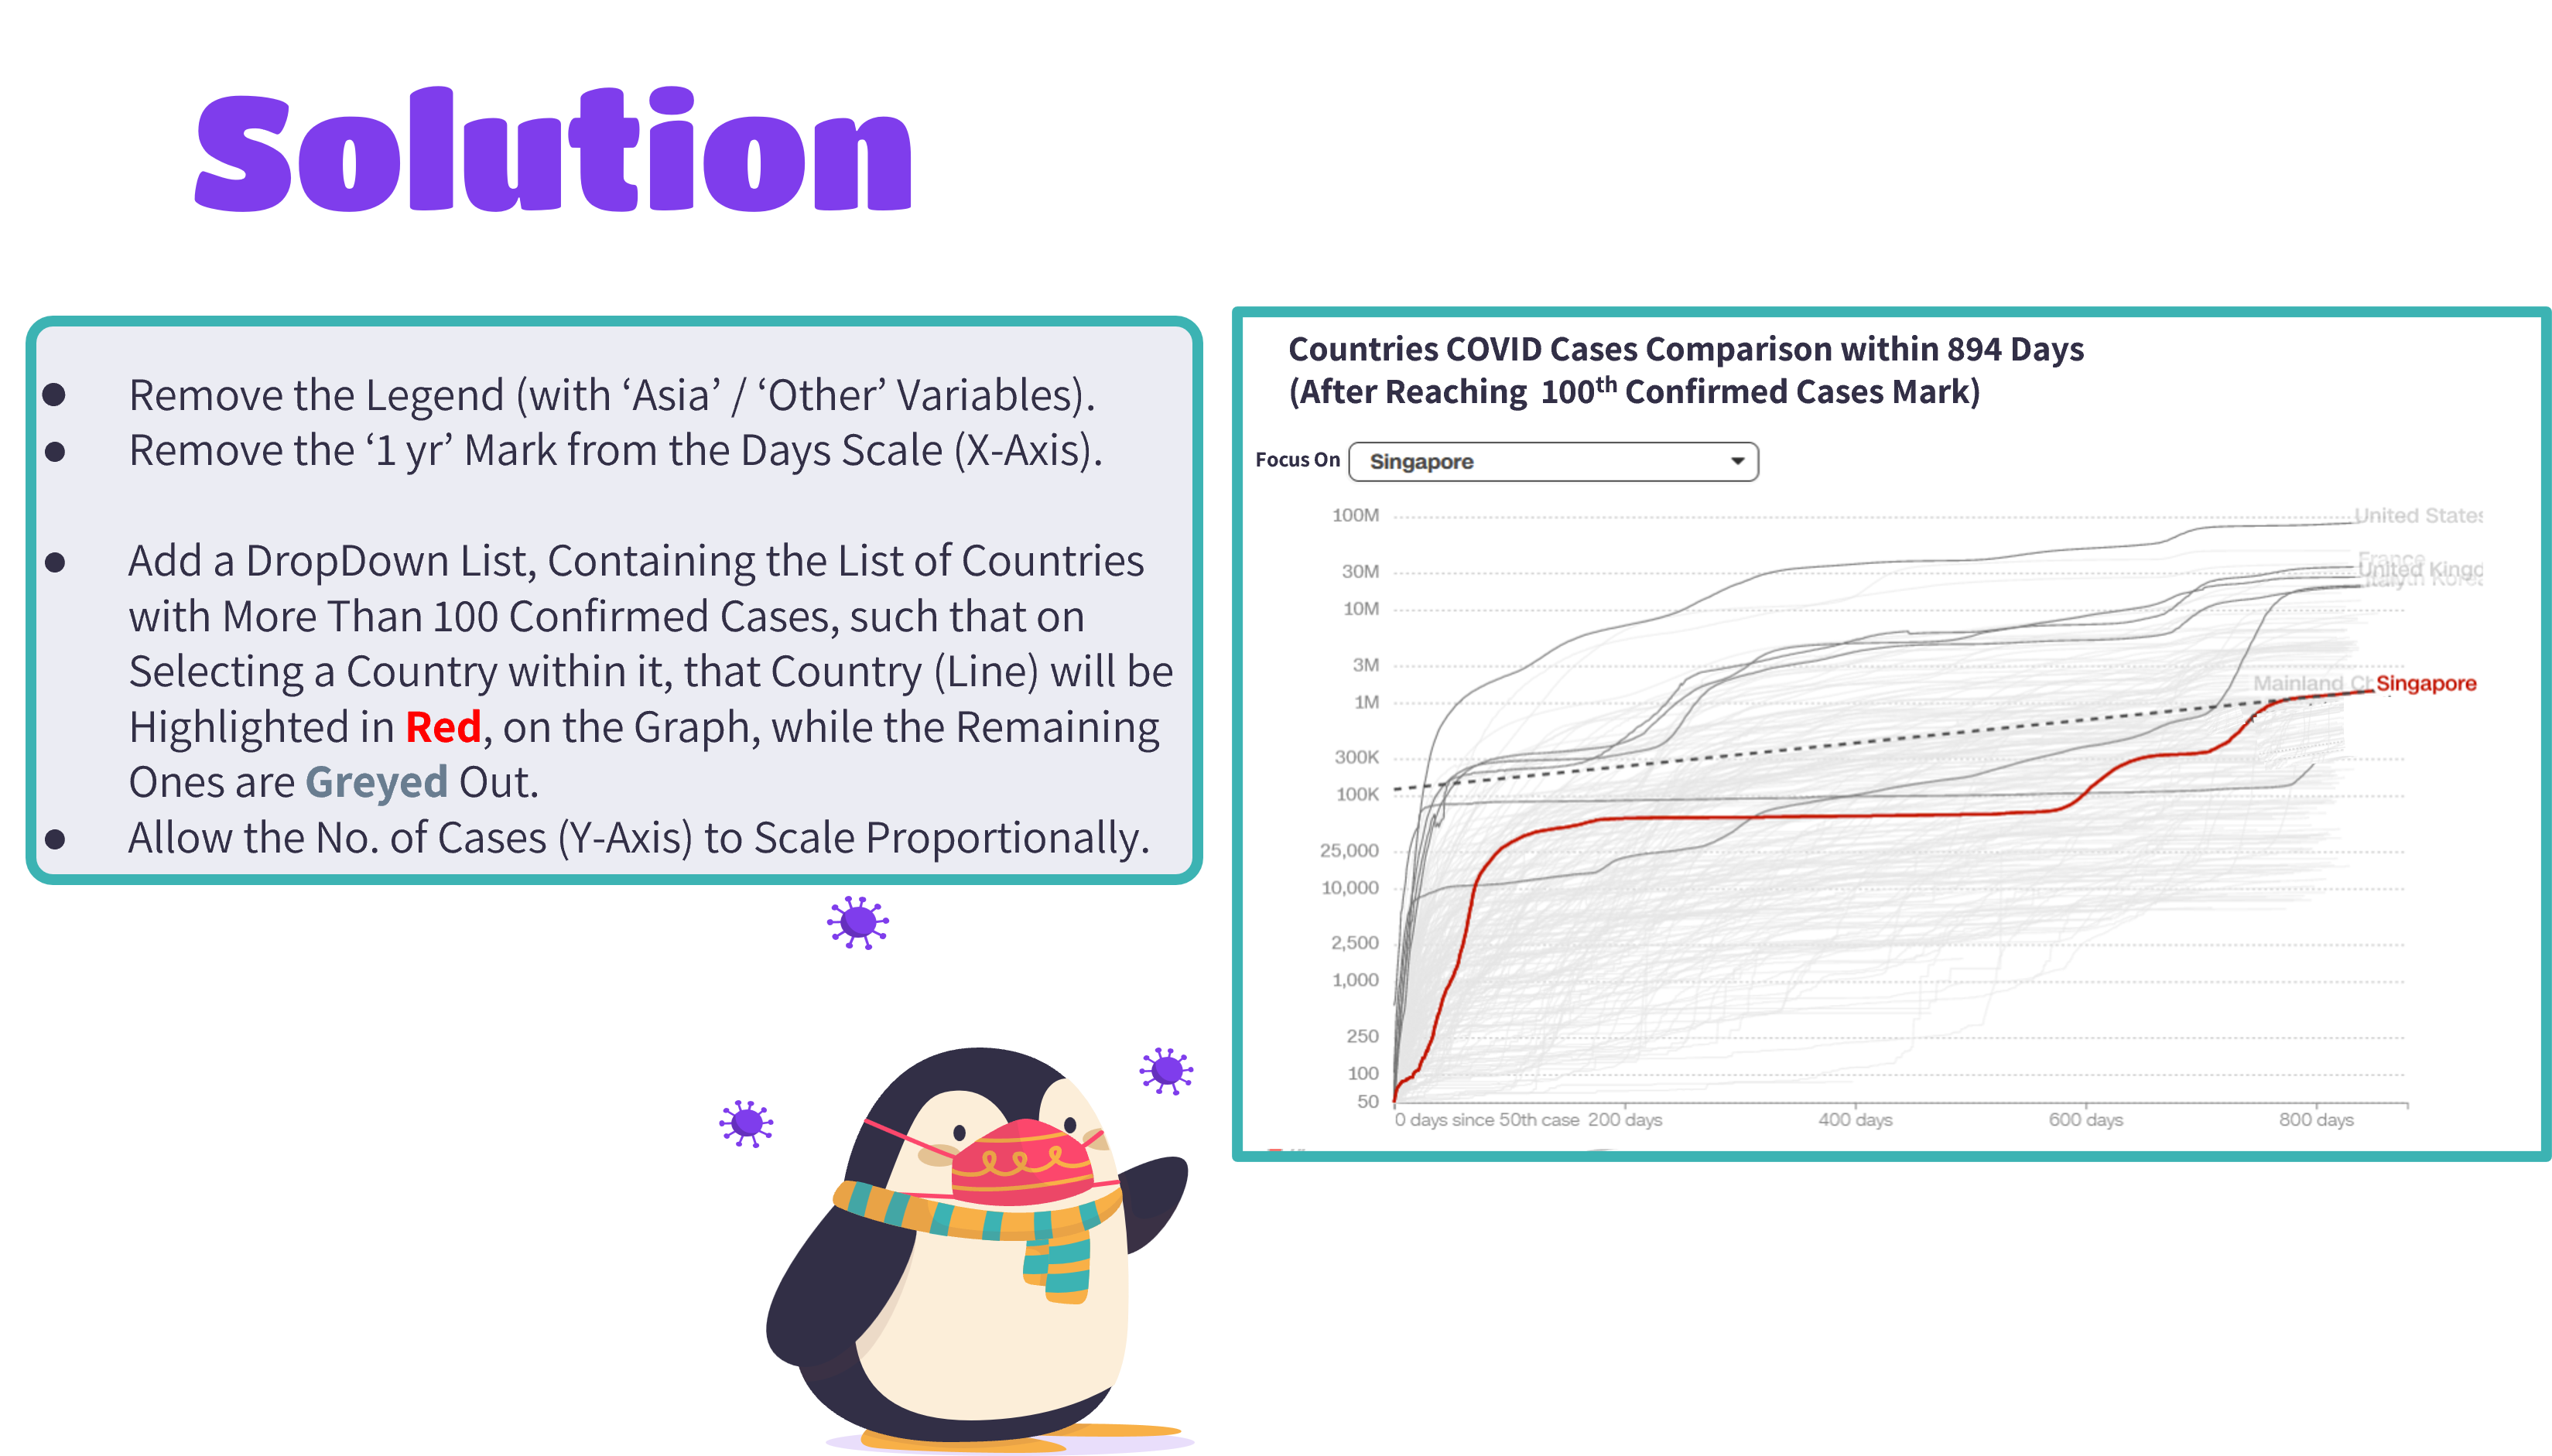 Solution
● Remove the Legend (with ‘Asia’ / ‘Other’ Variables).
● Remove the ‘1 yr’ Mark from the Days Scale (X-Axis).
● Add a DropDown List, Containing the List of Countries
with More Than 100 Confirmed Cases, such that on
Selecting a Country within it, that Country (Line) will be
Highlighted in Red, on the Graph, while the Remaining
Ones are Greyed Out.
● Allow the No. of Cases (Y-Axis) to Scale Proportionally.
Countries COVID Cases Comparison within 894 Days
(After Reaching 100th Confirmed Cases Mark)
Focus On Singapore
100M
United States
France
30M
United Kingd
Italy
10M
3M
Mainland Singapore
1M
300K
100K
25,000
10,000
2,500
1,000
250
100
50
0 days since 50th case 200 days 400 days 600 days 800 days